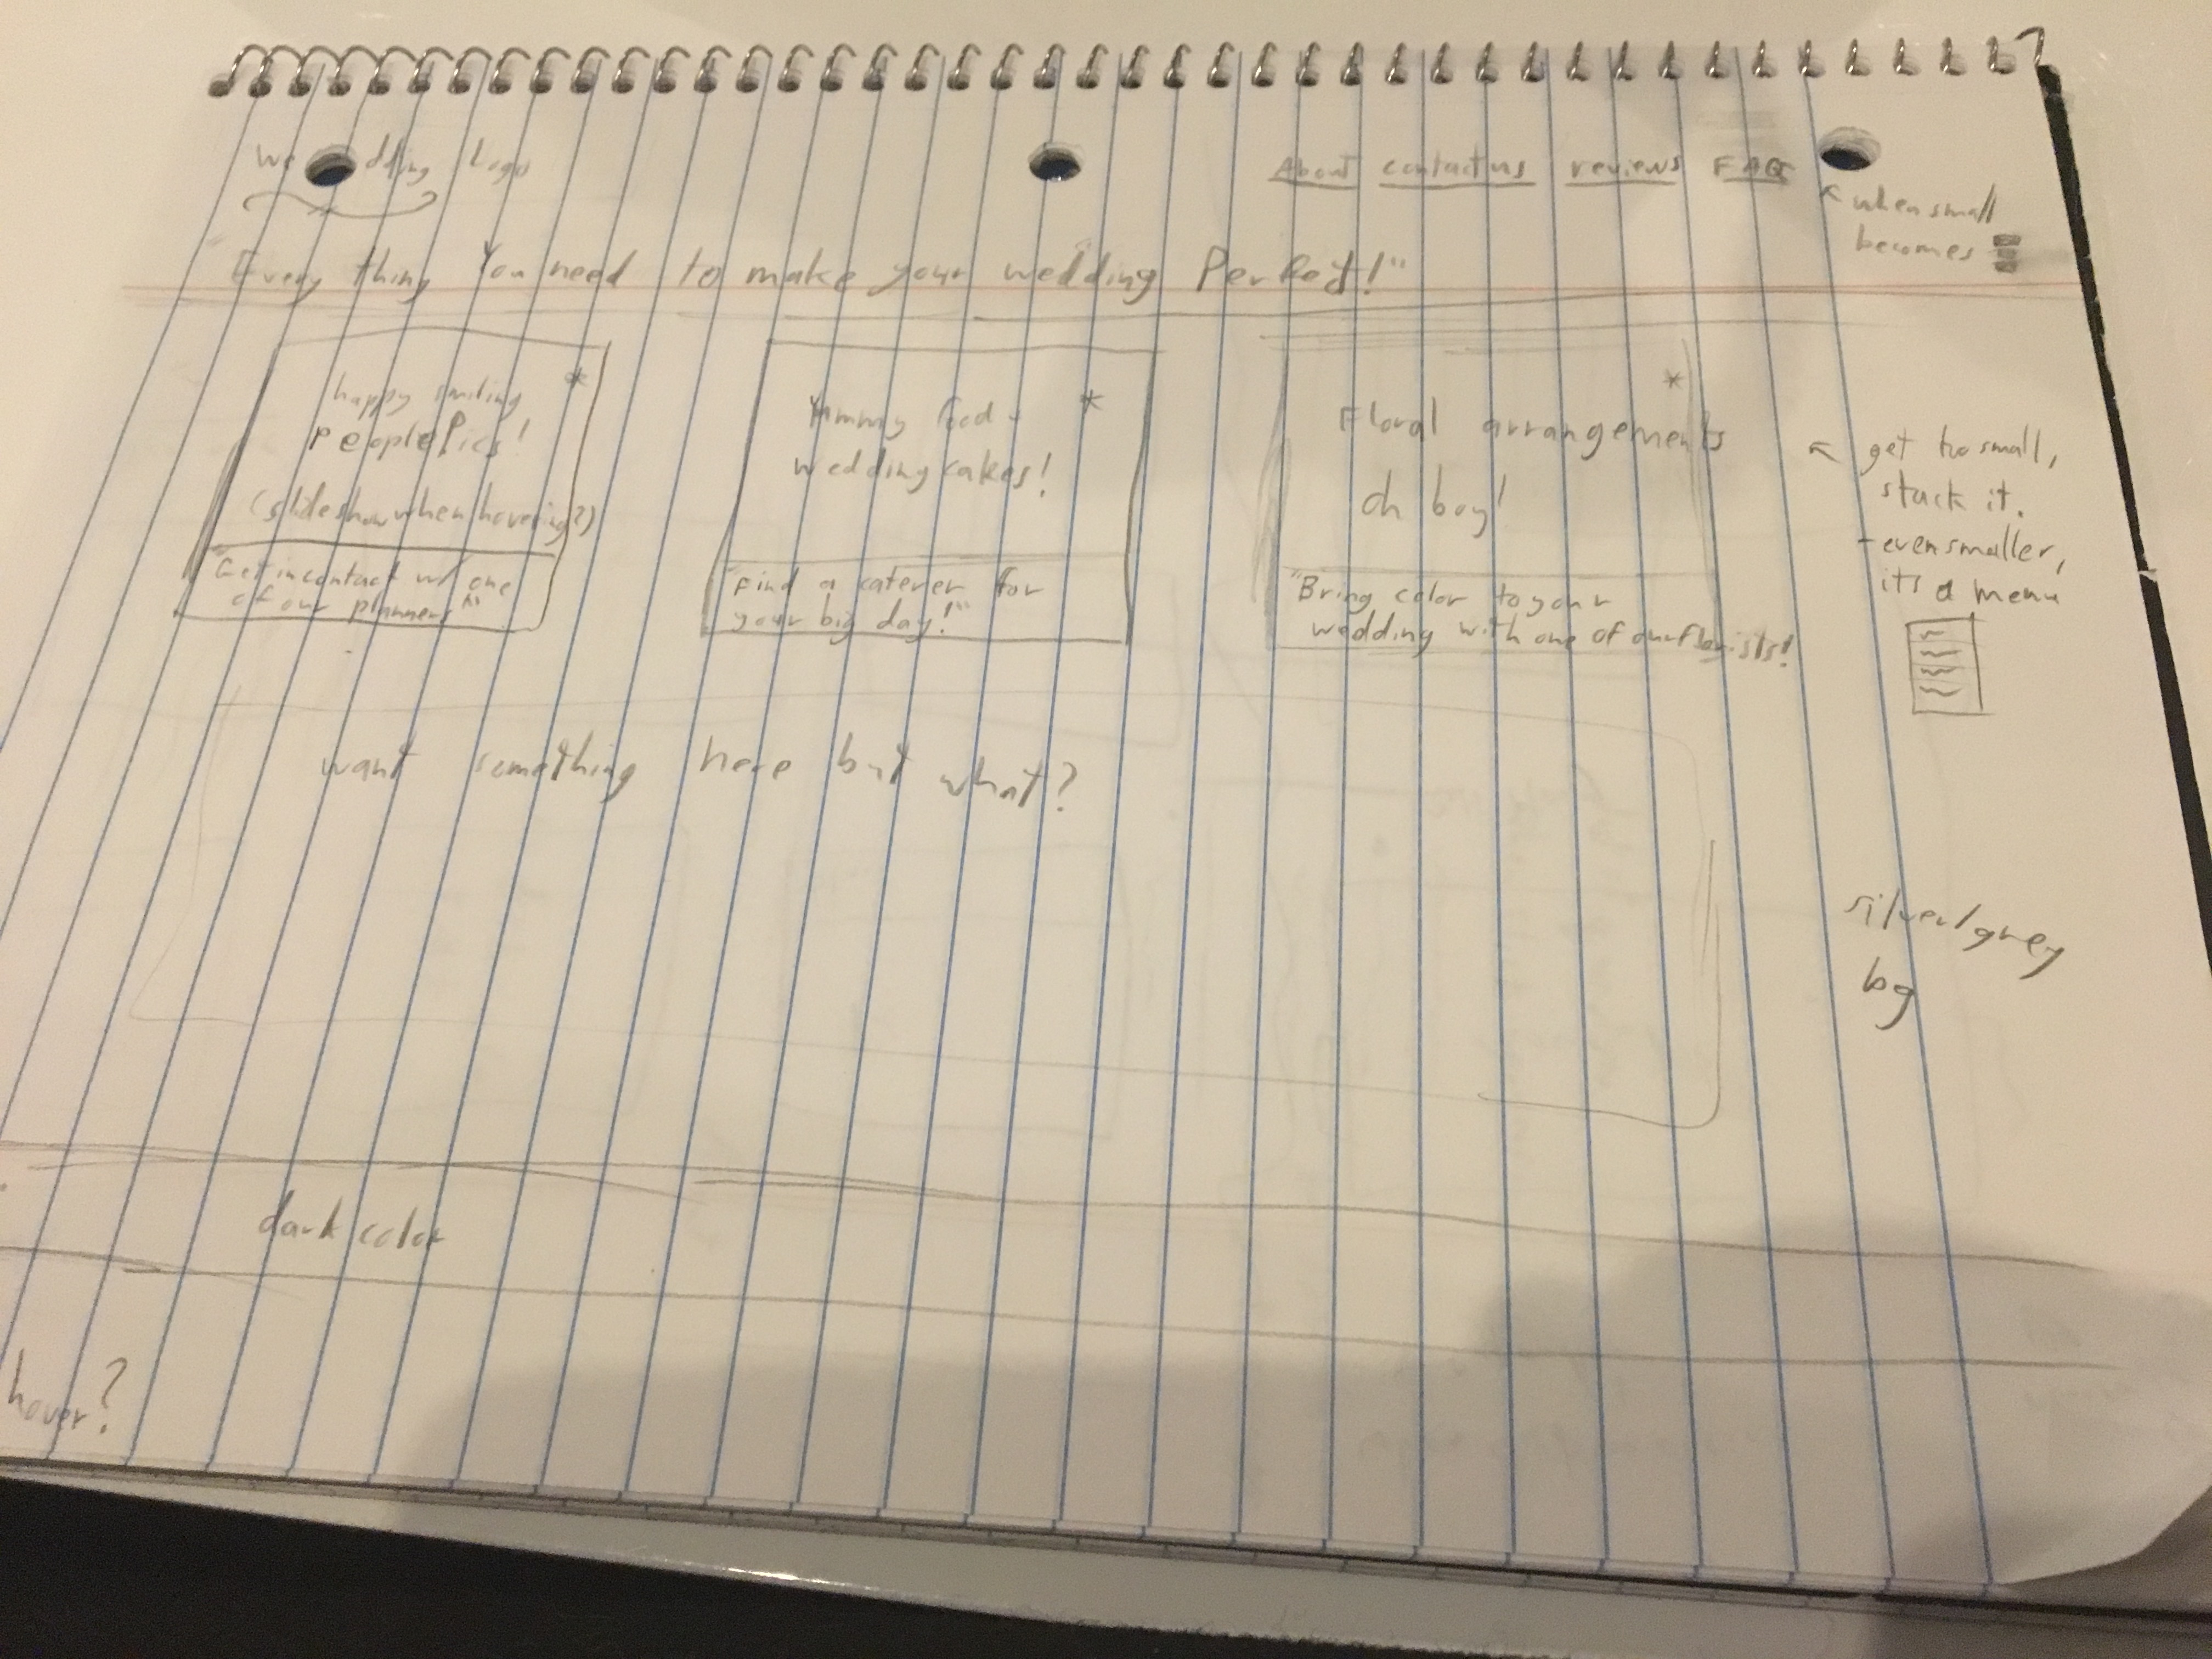 Wedding Logo
About contact us reviews FAQ
when small
becomes
"Every thing You need to make your wedding Perfect!"
happy smiling *
people Pics!
(slideshow when hovering?)
"Get in contact w/ one
of our planners"
Yummy food - *
wedding cakes!
"Find a caterer for
your big day!"
*
Floral arrangements
oh boy!
"Bring color to your
wedding with one of our florists!
get too small,
stack it.
- even smaller,
its a menu
want something here but what?
silver/grey
bg
dark color
hover?